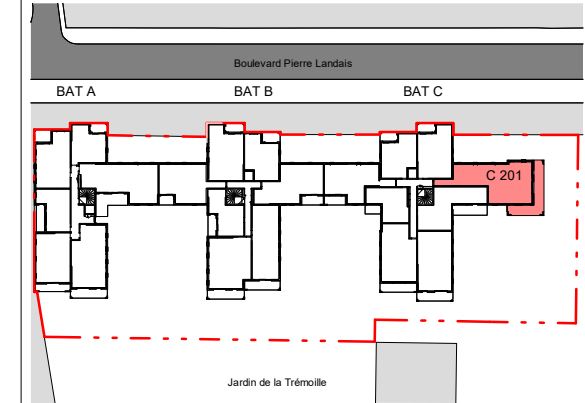 Boulevard Pierre Landais
BAT A BAT B BAT C
C 201
Jardin de la Trémoille